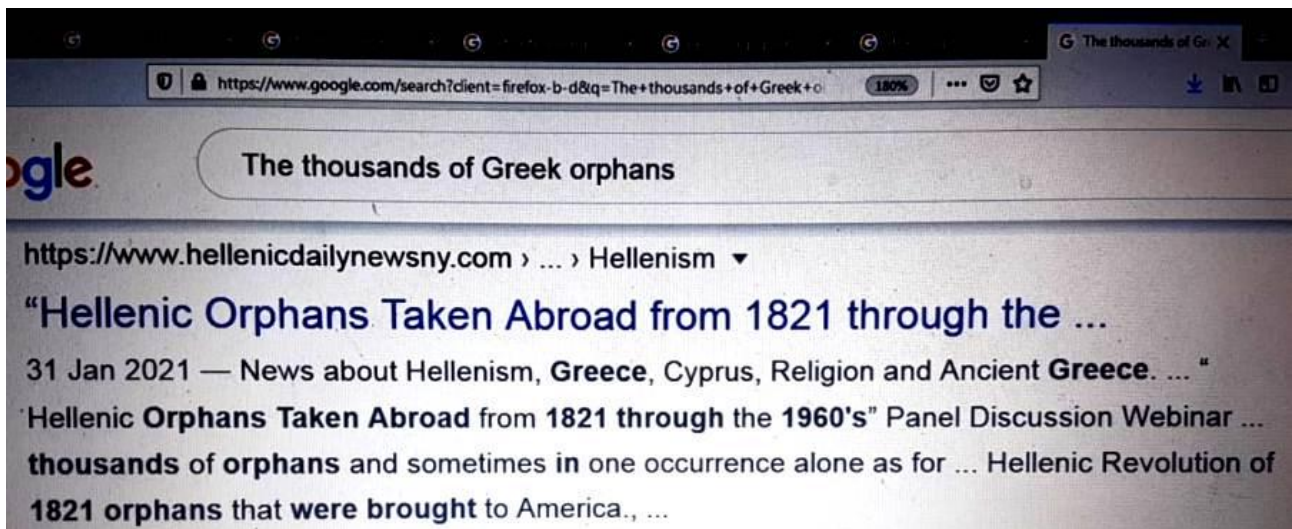 G The thousands of Gr
https://www.google.com/search?client=firefox-b-d&q=The+thousands+of+Greek+o 180%
ogle The thousands of Greek orphans
https://www.hellenicdailynewsny.com › ... › Hellenism
“Hellenic Orphans Taken Abroad from 1821 through the ...
31 Jan 2021 — News about Hellenism, Greece, Cyprus, Religion and Ancient Greece. ... “
Hellenic Orphans Taken Abroad from 1821 through the 1960's” Panel Discussion Webinar ...
thousands of orphans and sometimes in one occurrence alone as for ... Hellenic Revolution of
1821 orphans that were brought to America., ...